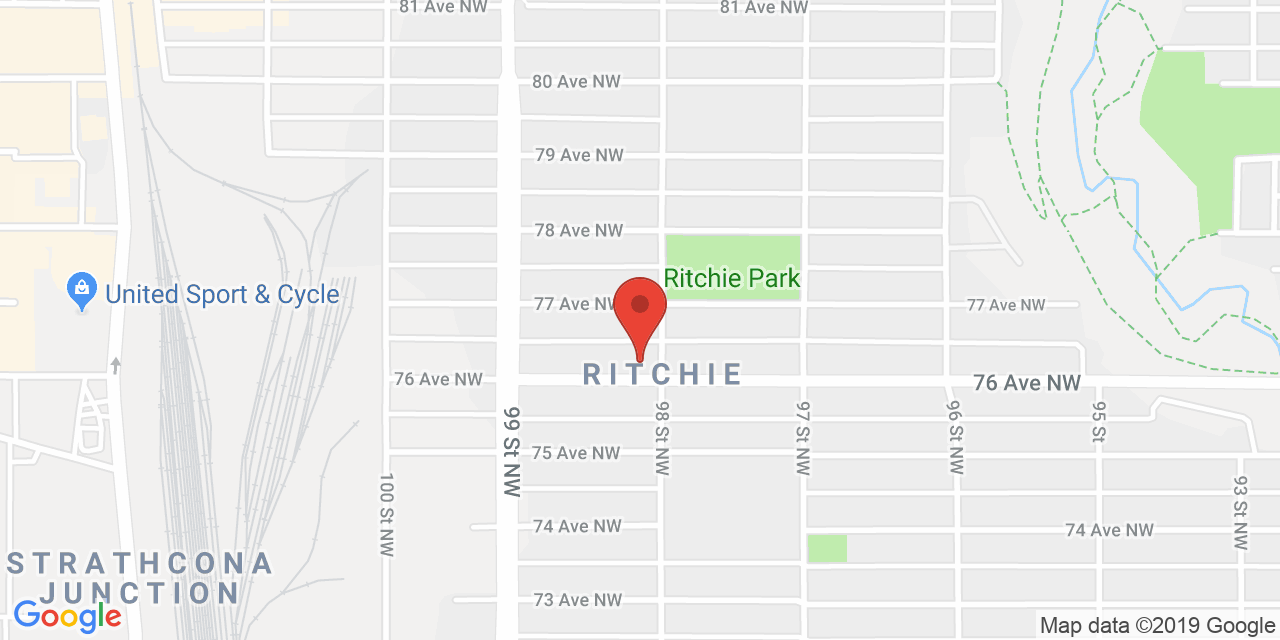 81 Ave NW
81 Ave NW
80 Ave NW
79 Ave NW
78 Ave NW
Ritchie Park
United Sport & Cycle
77 Ave NW
77 Ave NW
RITCHIE
76 Ave NW
76 Ave NW
99 St NW
98 St NW
97 St NW
96 St NW
95 St
75 Ave NW
100 St NW
93 St NW
74 Ave NW
74 Ave NW
STRATHCONA
JUNCTION
73 Ave NW
Google
Map data ©2019 Google